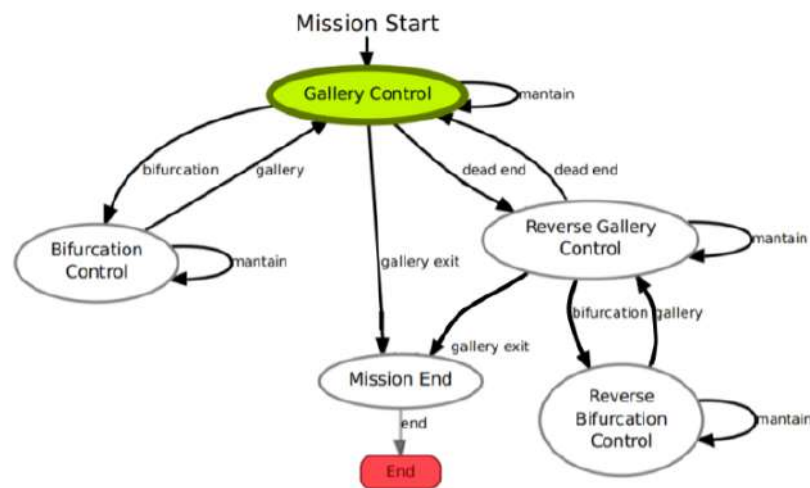 Mission Start
Gallery Control
mantain
bifurcation
gallery
dead end
dead end
Bifurcation
Control
mantain
gallery exit
Reverse Gallery
Control
mantain
gallery exit
bifurcation
gallery
Mission End
Reverse
Bifurcation
Control
mantain
end
End